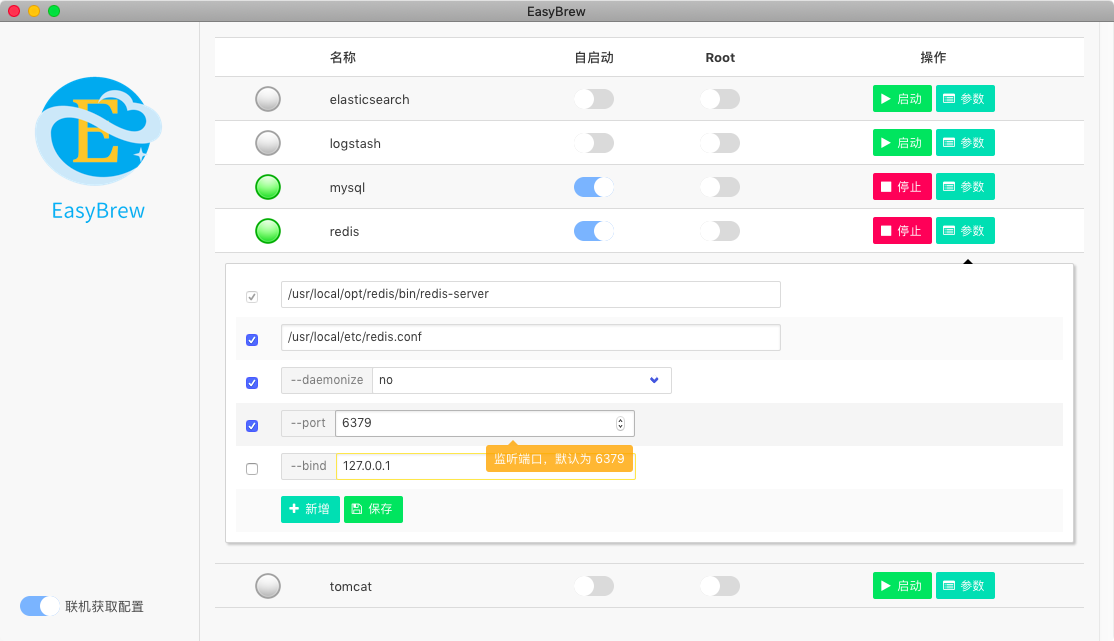 EasyBrew
名称 自启动 Root 操作
elasticsearch 启动 参数
logstash 启动 参数
mysql 停止 参数
redis 停止 参数
/usr/local/opt/redis/bin/redis-server
/usr/local/etc/redis.conf
--daemonize no
--port 6379
监听端口，默认为 6379
--bind 127.0.0.1
新增 保存
tomcat 启动 参数
E
EasyBrew
联机获取配置